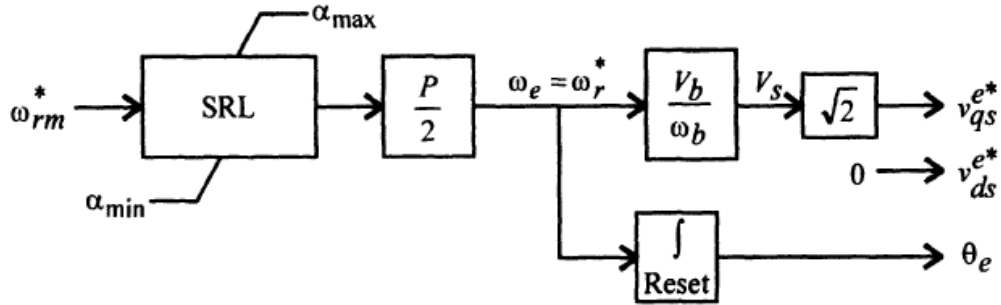 α_max
ω*_rm
SRL
α_min
P/2
ω_e = ω*_r
V_b/ω_b
V_s
√2
v^e*_qs
0
v^e*_ds
∫
Reset
θ_e